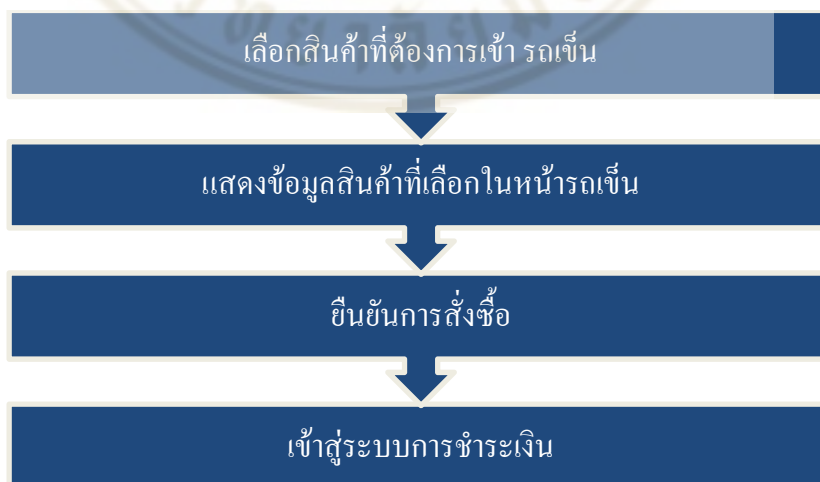 เลือกสินค้าที่ต้องการเข้า รถเข็น
แสดงข้อมูลสินค้าที่เลือกในหน้ารถเข็น
ยืนยันการสั่งซื้อ
เข้าสู่ระบบการชำระเงิน